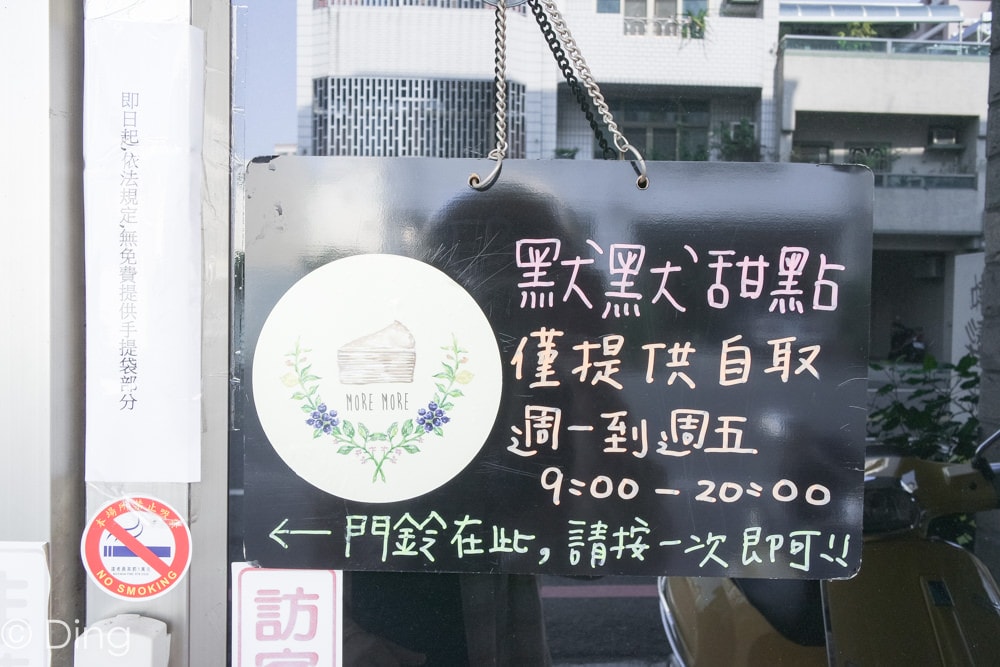 即日起,依法規定,無免費提供手提袋部分
MORE MORE
默默甜點
僅提供自取
週一到週五
9:00 - 20:00
←門鈴在此,請按一次即可!!
NO SMOKING
訪客
© Ding